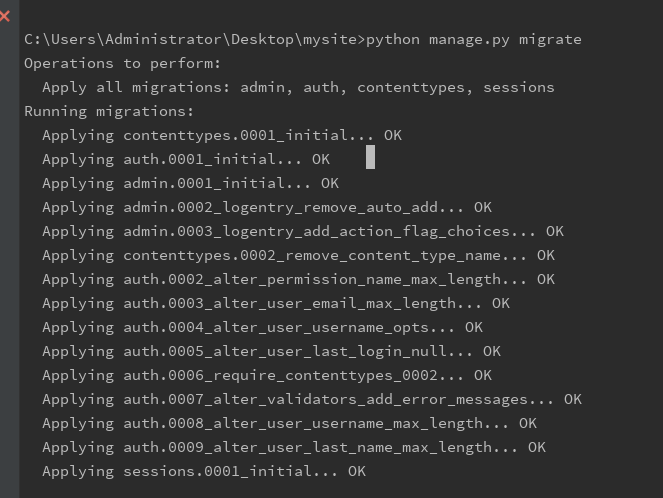 C:\Users\Administrator\Desktop\mysite>python manage.py migrate
Operations to perform:
  Apply all migrations: admin, auth, contenttypes, sessions
Running migrations:
  Applying contenttypes.0001_initial... OK
  Applying auth.0001_initial... OK
  Applying admin.0001_initial... OK
  Applying admin.0002_logentry_remove_auto_add... OK
  Applying admin.0003_logentry_add_action_flag_choices... OK
  Applying contenttypes.0002_remove_content_type_name... OK
  Applying auth.0002_alter_permission_name_max_length... OK
  Applying auth.0003_alter_user_email_max_length... OK
  Applying auth.0004_alter_user_username_opts... OK
  Applying auth.0005_alter_user_last_login_null... OK
  Applying auth.0006_require_contenttypes_0002... OK
  Applying auth.0007_alter_validators_add_error_messages... OK
  Applying auth.0008_alter_user_username_max_length... OK
  Applying auth.0009_alter_user_last_name_max_length... OK
  Applying sessions.0001_initial... OK